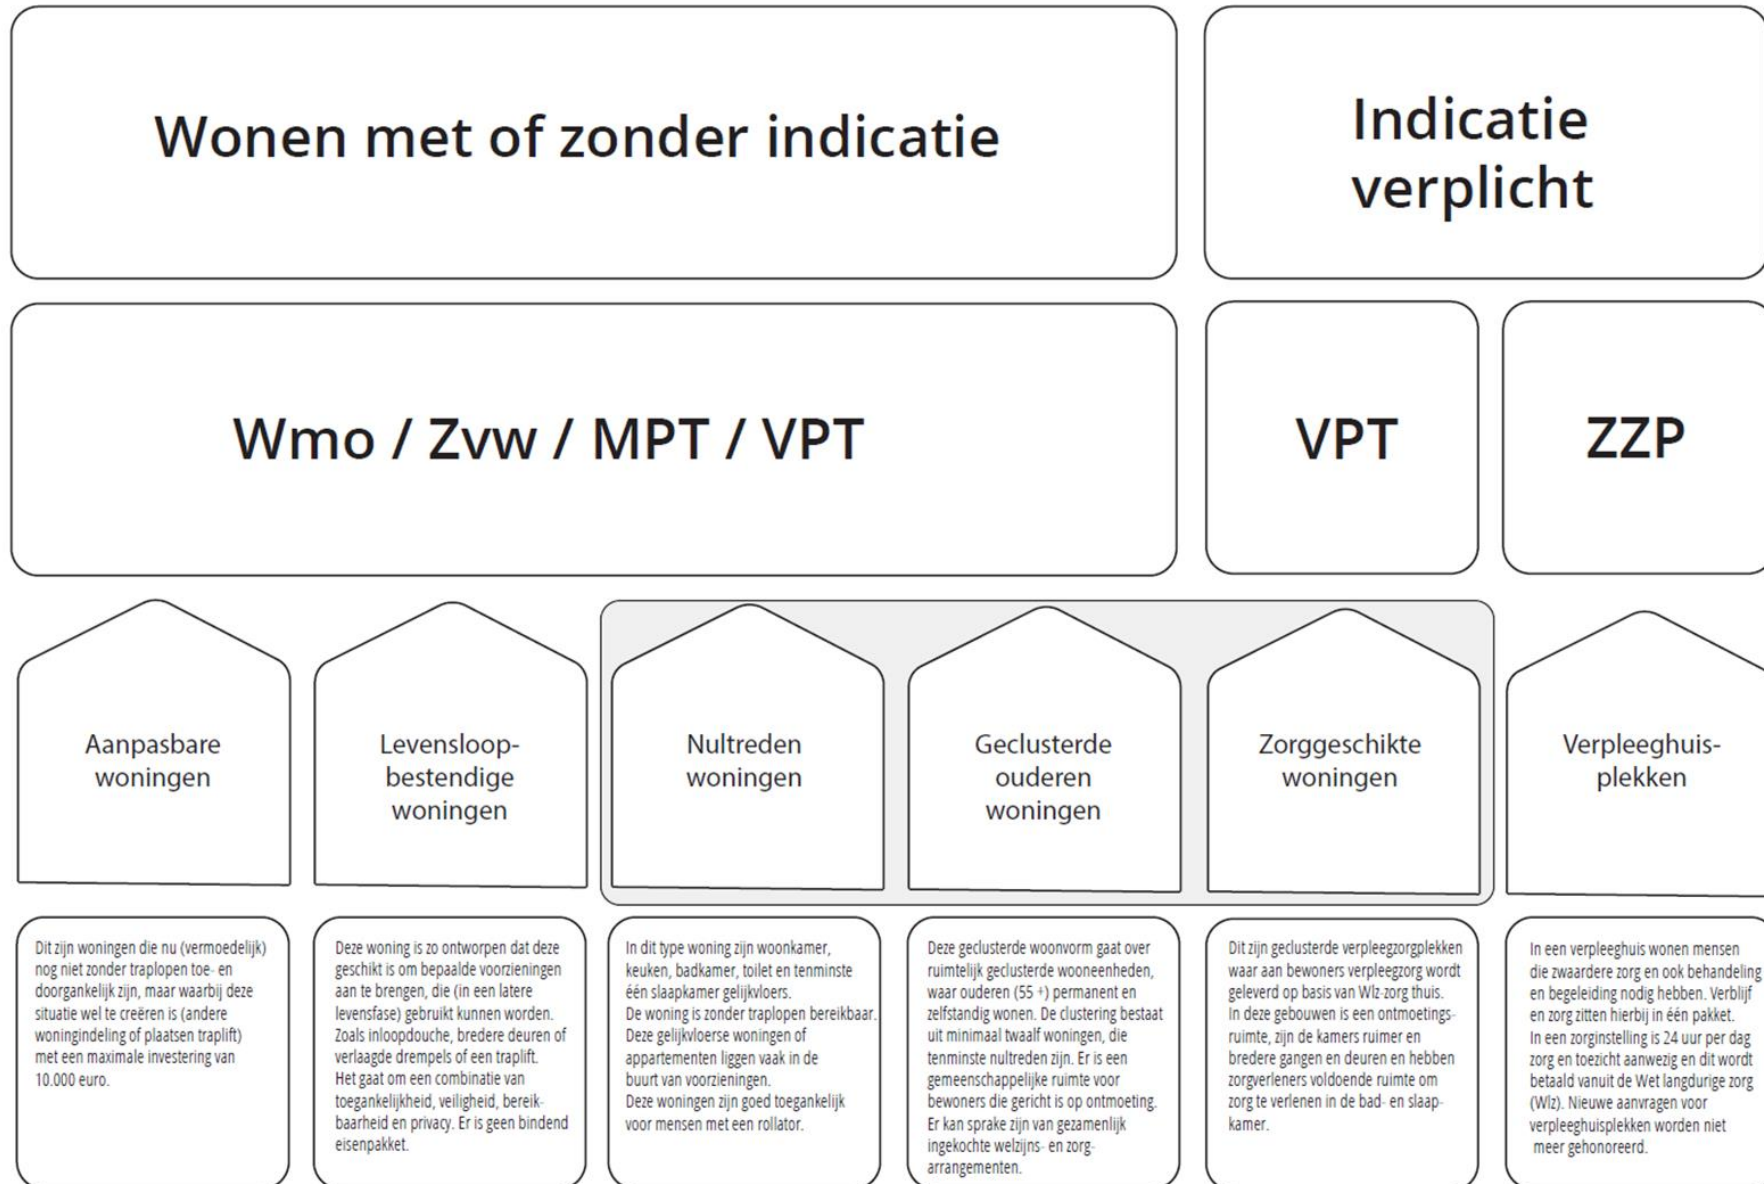 Wonen met of zonder indicatie
Indicatie
verplicht
Wmo / Zvw / MPT / VPT
VPT
ZZP
Aanpasbare
woningen
Levensloop-
bestendige
woningen
Nultreden
woningen
Geclusterde
ouderen
woningen
Zorggeschikte
woningen
Verpleeghuis-
plekken
Dit zijn woningen die nu (vermoedelijk)
nog niet zonder traplopen toe- en
doorgankelijk zijn, maar waarbij deze
situatie wel te creëren is (andere
woningindeling of plaatsen traplift)
met een maximale investering van
10.000 euro.
Deze woning is zo ontworpen dat deze
geschikt is om bepaalde voorzieningen
aan te brengen, die (in een latere
levensfase) gebruikt kunnen worden.
Zoals inloopdouche, bredere deuren of
verlaagde drempels of een traplift.
Het gaat om een combinatie van
toegankelijkheid, veiligheid, bereik-
baarheid en privacy. Er is geen bindend
eisenpakket.
In dit type woning zijn woonkamer,
keuken, badkamer, toilet en tenminste
één slaapkamer gelijkvloers.
De woning is zonder traplopen bereikbaar.
Deze gelijkvloerse woningen of
appartementen liggen vaak in de
buurt van voorzieningen.
Deze woningen zijn goed toegankelijk
voor mensen met een rollator.
Deze geclusterde woonvorm gaat over
ruimtelijk geclusterde wooneenheden,
waar ouderen (55 +) permanent en
zelfstandig wonen. De clustering bestaat
uit minimaal twaalf woningen, die
tenminste nultreden zijn. Er is een
gemeenschappelijke ruimte voor
bewoners die gericht is op ontmoeting.
Er kan sprake zijn van gezamenlijk
ingekochte welzijns- en zorg-
arrangementen.
Dit zijn geclusterde verpleegzorgplekken
waar aan bewoners verpleegzorg wordt
geleverd op basis van Wlz-zorg thuis.
In deze gebouwen is een ontmoetings-
ruimte, zijn de kamers ruimer en
bredere gangen en deuren en hebben
zorgverleners voldoende ruimte om
zorg te verlenen in de bad- en slaap-
kamer.
In een verpleeghuis wonen mensen
die zwaardere zorg en ook behandeling
en begeleiding nodig hebben. Verblijf
en zorg zitten hierbij in één pakket.
In een zorginstelling is 24 uur per dag
zorg en toezicht aanwezig en dit wordt
betaald vanuit de Wet langdurige zorg
(Wlz). Nieuwe aanvragen voor
verpleeghuisplekken worden niet
meer gehonoreerd.